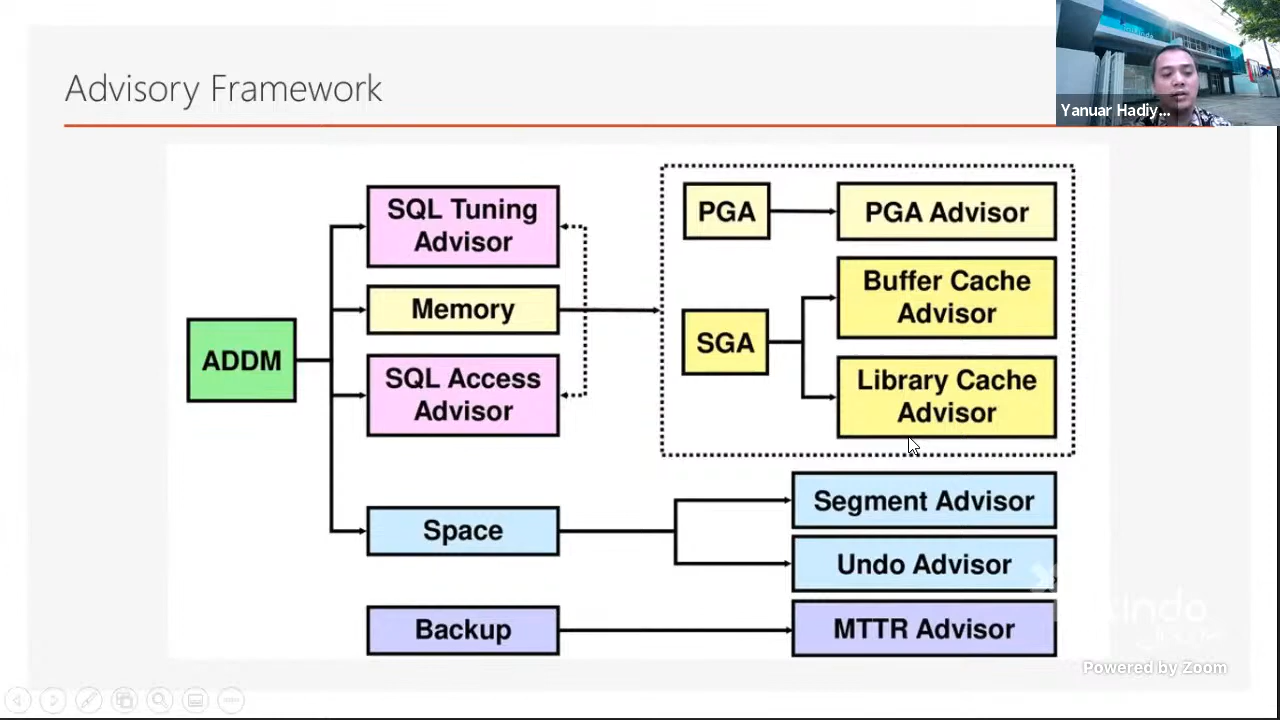 Advisory Framework
Yanuar Hadiy...
SQL Tuning
Advisor
Memory
SQL Access
Advisor
ADDM
Space
Backup
PGA
PGA Advisor
SGA
Buffer Cache
Advisor
Library Cache
Advisor
Segment Advisor
Undo Advisor
MTTR Advisor
Powered by Zoom